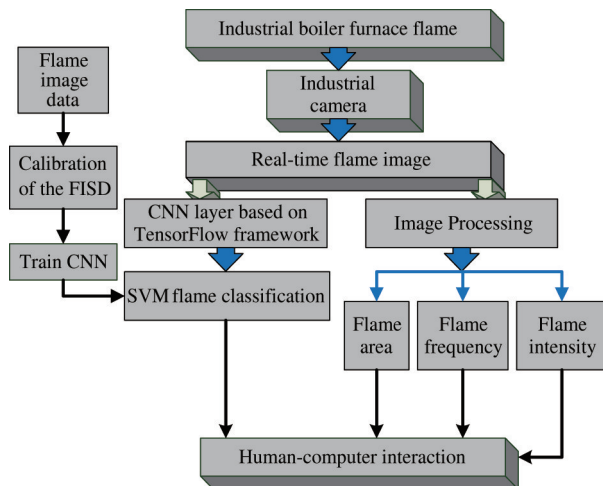 Industrial boiler furnace flame
Flame
image
data
Industrial
camera
Calibration
of the FISD
Real-time flame image
CNN layer based on
TensorFlow framework
Image Processing
Train CNN
SVM flame classification
Flame
area
Flame
frequency
Flame
intensity
Human-computer interaction